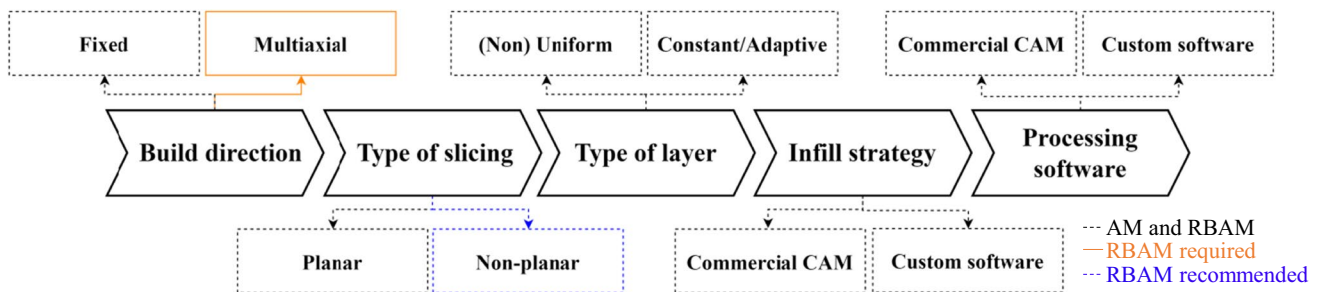 Fixed
Multiaxial
(Non) Uniform
Constant/Adaptive
Commercial CAM
Custom software
Build direction
Type of slicing
Type of layer
Infill strategy
Processing
software
Planar
Non-planar
Commercial CAM
Custom software
AM and RBAM
RBAM required
RBAM recommended